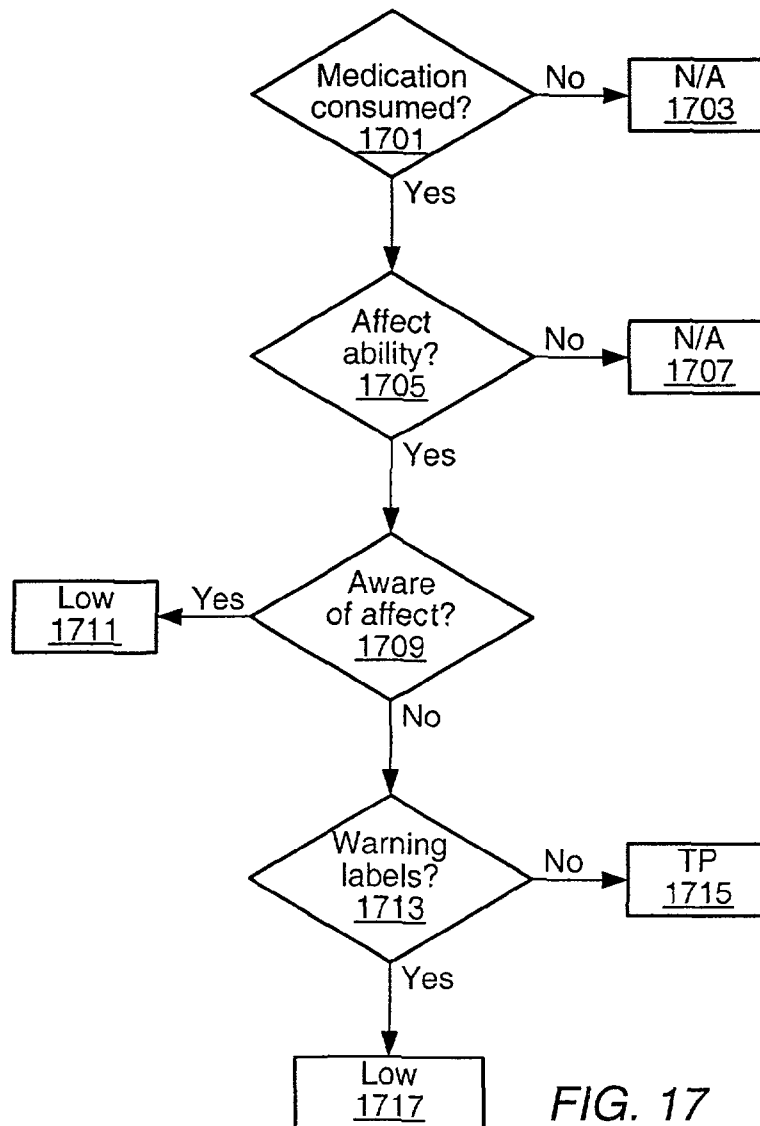 Medication
consumed?
1701
No
N/A
1703
Yes
Affect
ability?
1705
No
N/A
1707
Yes
Aware
of affect?
1709
Yes
Low
1711
No
Warning
labels?
1713
No
TP
1715
Yes
Low
1717
FIG. 17